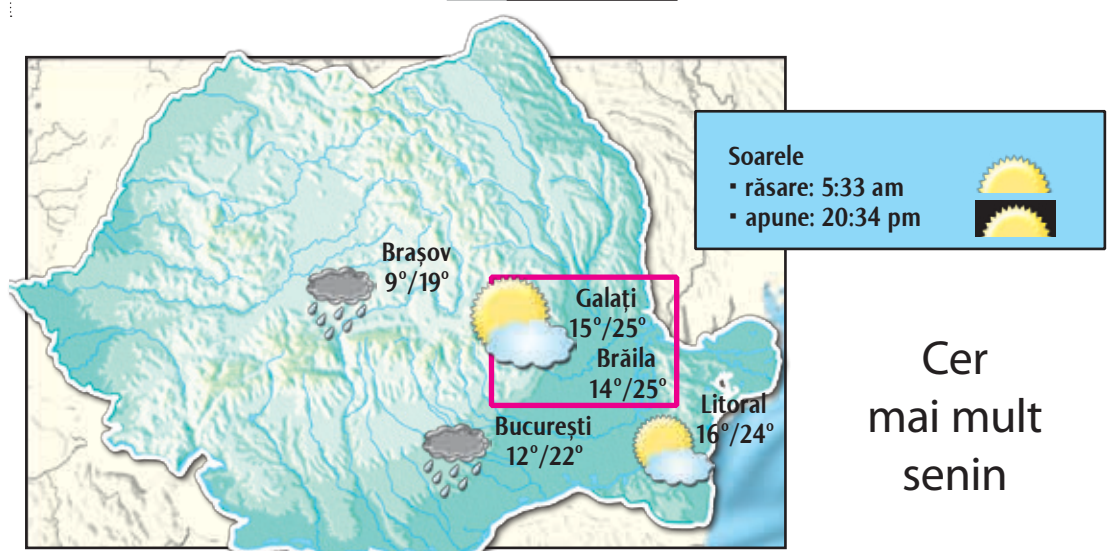 Soarele
▪ răsare: 5:33 am
▪ apune: 20:34 pm
Brașov
9°/19°
Galați
15°/25°
Brăila
14°/25°
Litoral
16°/24°
București
12°/22°
Cer
mai mult
senin